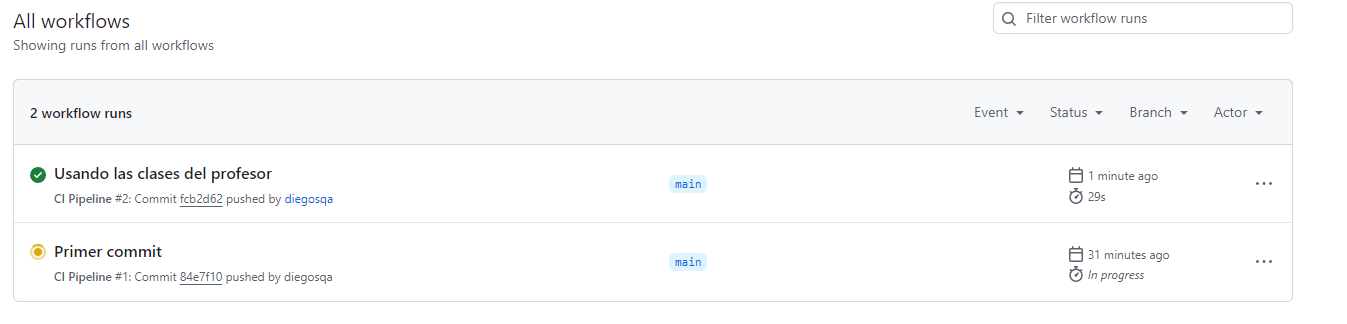 All workflows
Filter workflow runs
Showing runs from all workflows
2 workflow runs
Event
Status
Branch
Actor
Usando las clases del profesor
main
1 minute ago
CI Pipeline #2: Commit fcb2d62 pushed by diegosqa
29s
Primer commit
main
31 minutes ago
CI Pipeline #1: Commit 84e7f10 pushed by diegosqa
In progress